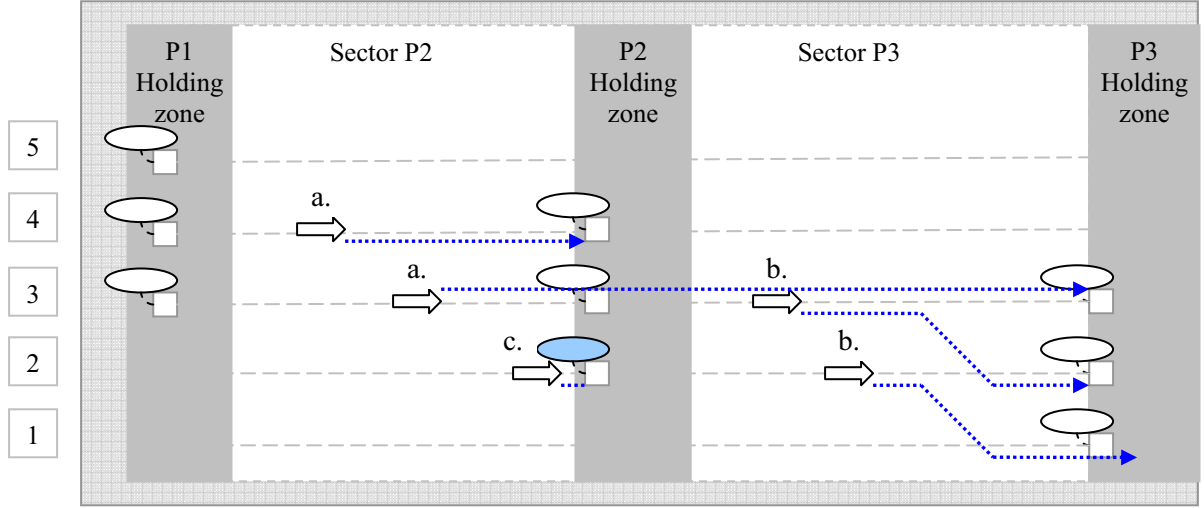 P1
Holding
zone
Sector P2
P2
Holding
zone
Sector P3
P3
Holding
zone
5
4
a.
3
a.
b.
2
c.
b.
1